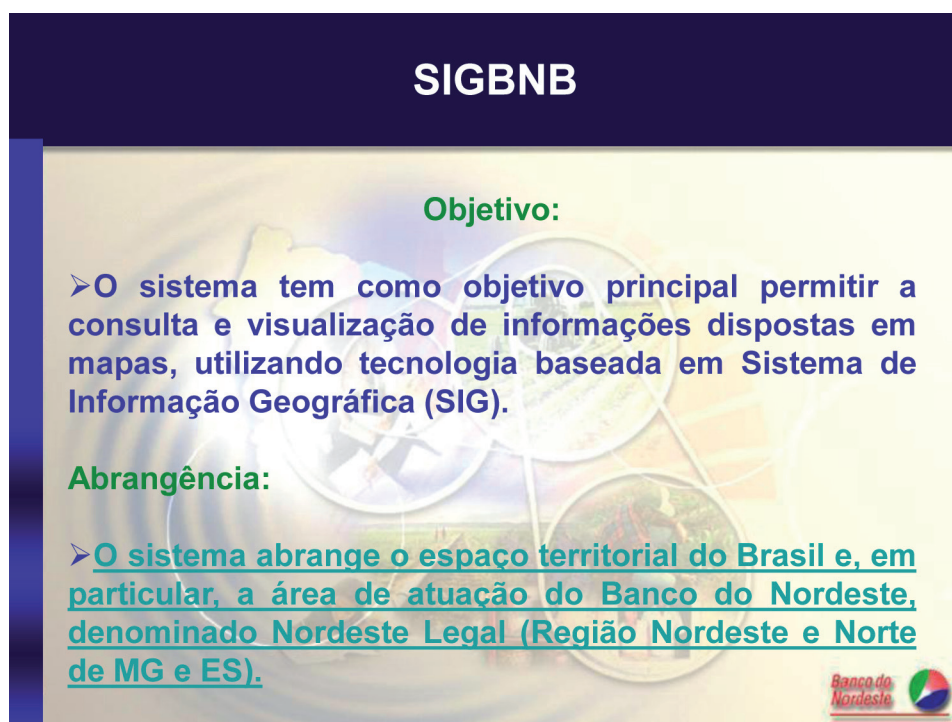 SIGBNB
Objetivo:
➢O sistema tem como objetivo principal permitir a
consulta e visualização de informações dispostas em
mapas, utilizando tecnologia baseada em Sistema de
Informação Geográfica (SIG).
Abrangência:
➢O sistema abrange o espaço territorial do Brasil e, em
particular, a área de atuação do Banco do Nordeste,
denominado Nordeste Legal (Região Nordeste e Norte
de MG e ES).
Banco do
Nordeste